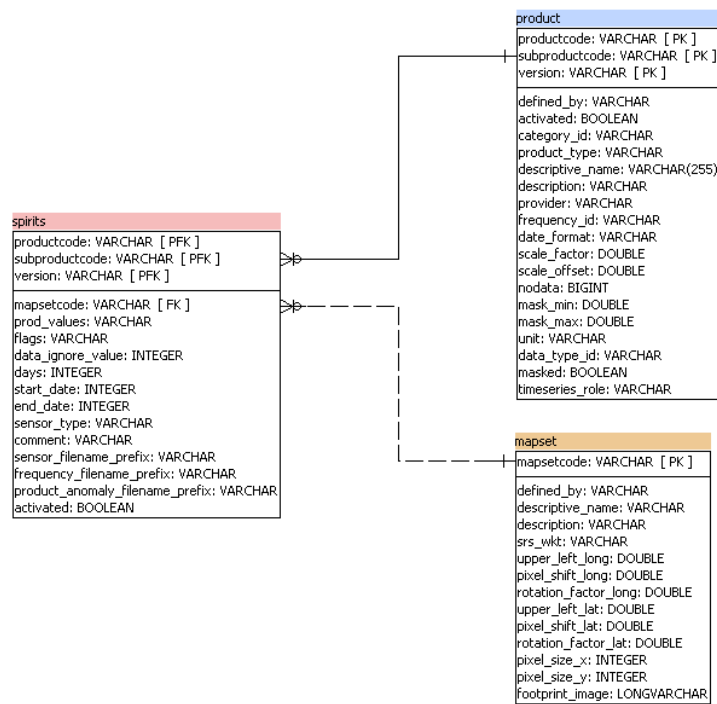 product
productcode: VARCHAR [ PK ]
subproductcode: VARCHAR [ PK ]
version: VARCHAR [ PK ]
defined_by: VARCHAR
activated: BOOLEAN
category_id: VARCHAR
product_type: VARCHAR
descriptive_name: VARCHAR(255)
description: VARCHAR
provider: VARCHAR
frequency_id: VARCHAR
date_format: VARCHAR
scale_factor: DOUBLE
scale_offset: DOUBLE
nodata: BIGINT
mask_min: DOUBLE
mask_max: DOUBLE
unit: VARCHAR
data_type_id: VARCHAR
masked: BOOLEAN
timeseries_role: VARCHAR
spirits
productcode: VARCHAR [ PFK ]
subproductcode: VARCHAR [ PFK ]
version: VARCHAR [ PFK ]
mapsetcode: VARCHAR [ FK ]
prod_values: VARCHAR
flags: VARCHAR
data_ignore_value: INTEGER
days: INTEGER
start_date: INTEGER
end_date: INTEGER
sensor_type: VARCHAR
comment: VARCHAR
sensor_filename_prefix: VARCHAR
frequency_filename_prefix: VARCHAR
product_anomaly_filename_prefix: VARCHAR
activated: BOOLEAN
mapset
mapsetcode: VARCHAR [ PK ]
defined_by: VARCHAR
descriptive_name: VARCHAR
description: VARCHAR
srs_wkt: VARCHAR
upper_left_long: DOUBLE
pixel_shift_long: DOUBLE
rotation_factor_long: DOUBLE
upper_left_lat: DOUBLE
pixel_shift_lat: DOUBLE
rotation_factor_lat: DOUBLE
pixel_size_x: INTEGER
pixel_size_y: INTEGER
footprint_image: LONGVARCHAR